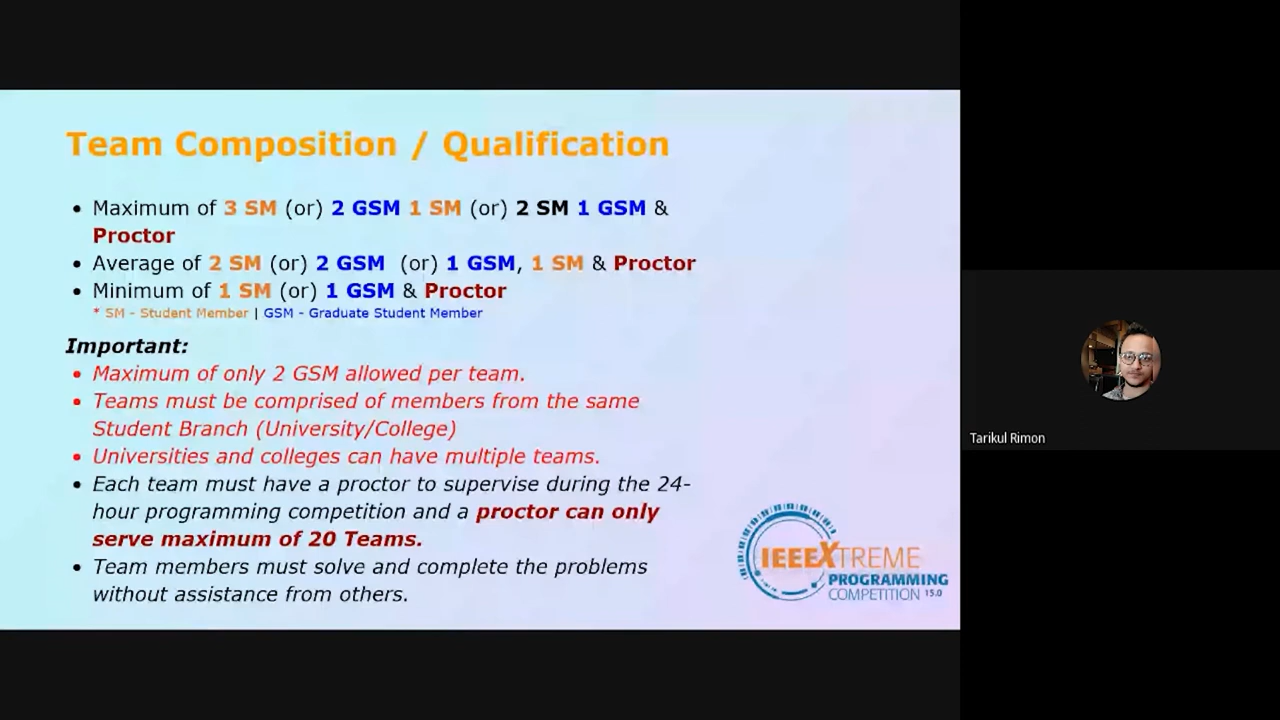 Team Composition / Qualification
• Maximum of 3 SM (or) 2 GSM 1 SM (or) 2 SM 1 GSM &
Proctor
• Average of 2 SM (or) 2 GSM (or) 1 GSM, 1 SM & Proctor
• Minimum of 1 SM (or) 1 GSM & Proctor
* SM - Student Member | GSM - Graduate Student Member
Important:
• Maximum of only 2 GSM allowed per team.
• Teams must be comprised of members from the same
Student Branch (University/College)
• Universities and colleges can have multiple teams.
• Each team must have a proctor to supervise during the 24-
hour programming competition and a proctor can only
serve maximum of 20 Teams.
• Team members must solve and complete the problems
without assistance from others.
IEEEXTREME
PROGRAMMING
COMPETITION 15.0
Tarikul Rimon